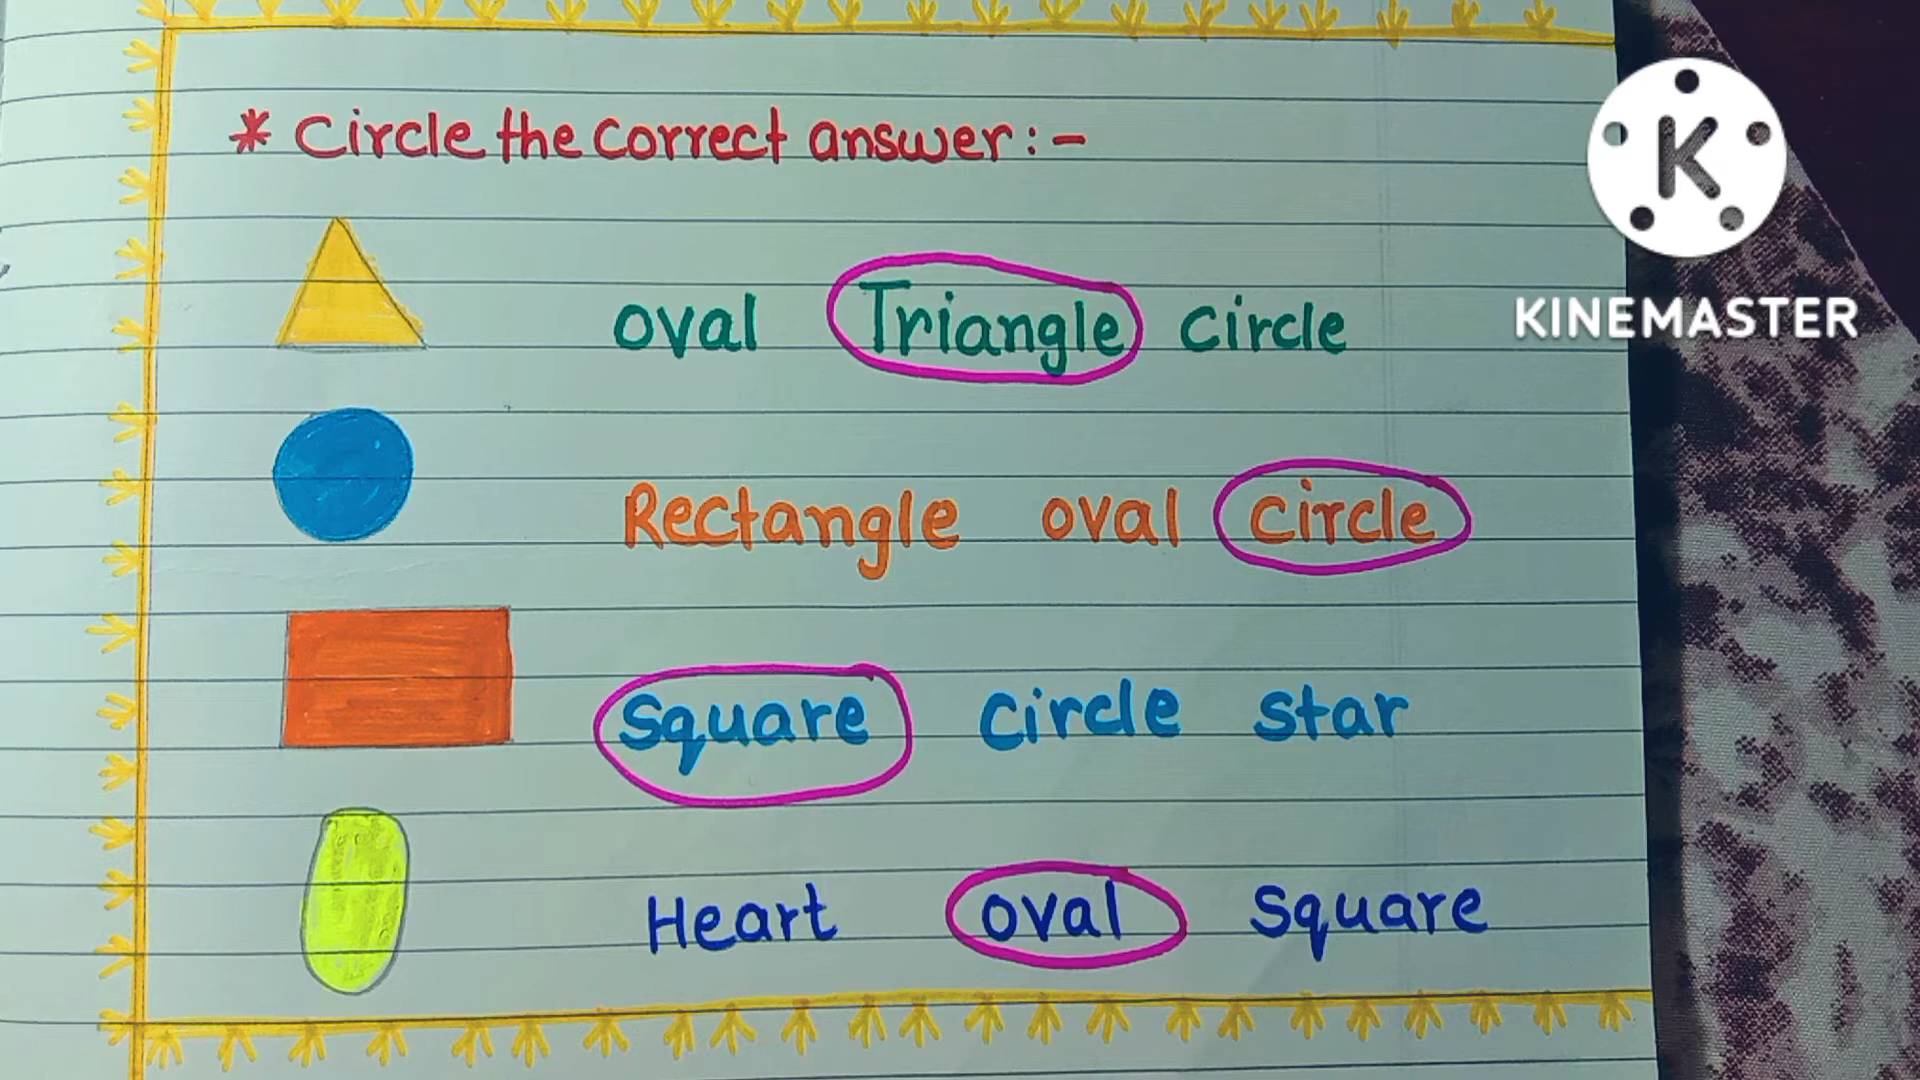 * Circle the correct answer :-
oval Triangle circle
Rectangle oval circle
Square Circle star
Heart oval Square
K
KINEMASTER